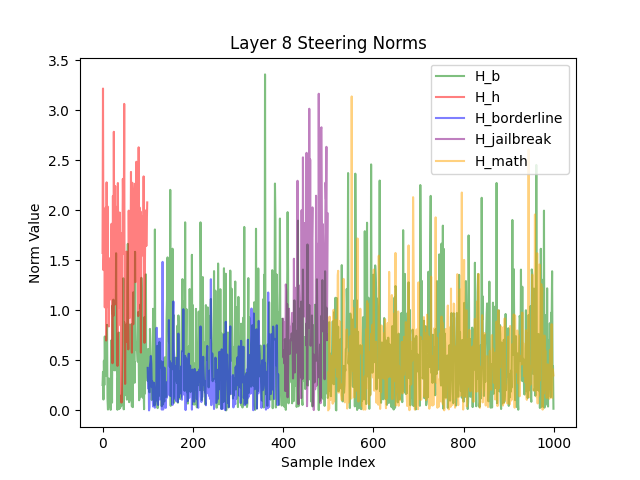 Layer 8 Steering Norms
3.5
3.0
2.5
2.0
1.5
1.0
0.5
0.0
Norm Value
H_b
H_h
H_borderline
H_jailbreak
H_math
0 200 400 600 800 1000
Sample Index